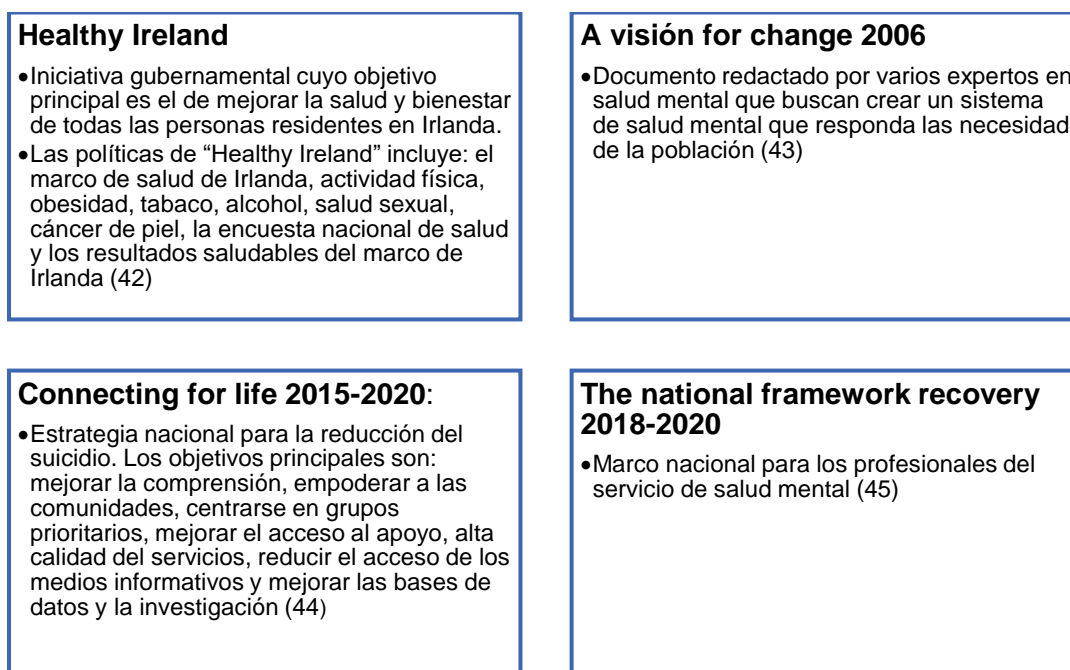 Healthy Ireland
•Iniciativa gubernamental cuyo objetivo
principal es el de mejorar la salud y bienestar
de todas las personas residentes en Irlanda.
•Las políticas de “Healthy Ireland” incluye: el
marco de salud de Irlanda, actividad física,
obesidad, tabaco, alcohol, salud sexual,
cáncer de piel, la encuesta nacional de salud
y los resultados saludables del marco de
Irlanda (42)
A visión for change 2006
•Documento redactado por varios expertos en
salud mental que buscan crear un sistema
de salud mental que responda las necesidad
de la población (43)
Connecting for life 2015-2020:
•Estrategia nacional para la reducción del
suicidio. Los objetivos principales son:
mejorar la comprensión, empoderar a las
comunidades, centrarse en grupos
prioritarios, mejorar el acceso al apoyo, alta
calidad del servicios, reducir el acceso de los
medios informativos y mejorar las bases de
datos y la investigación (44)
The national framework recovery
2018-2020
•Marco nacional para los profesionales del
servicio de salud mental (45)